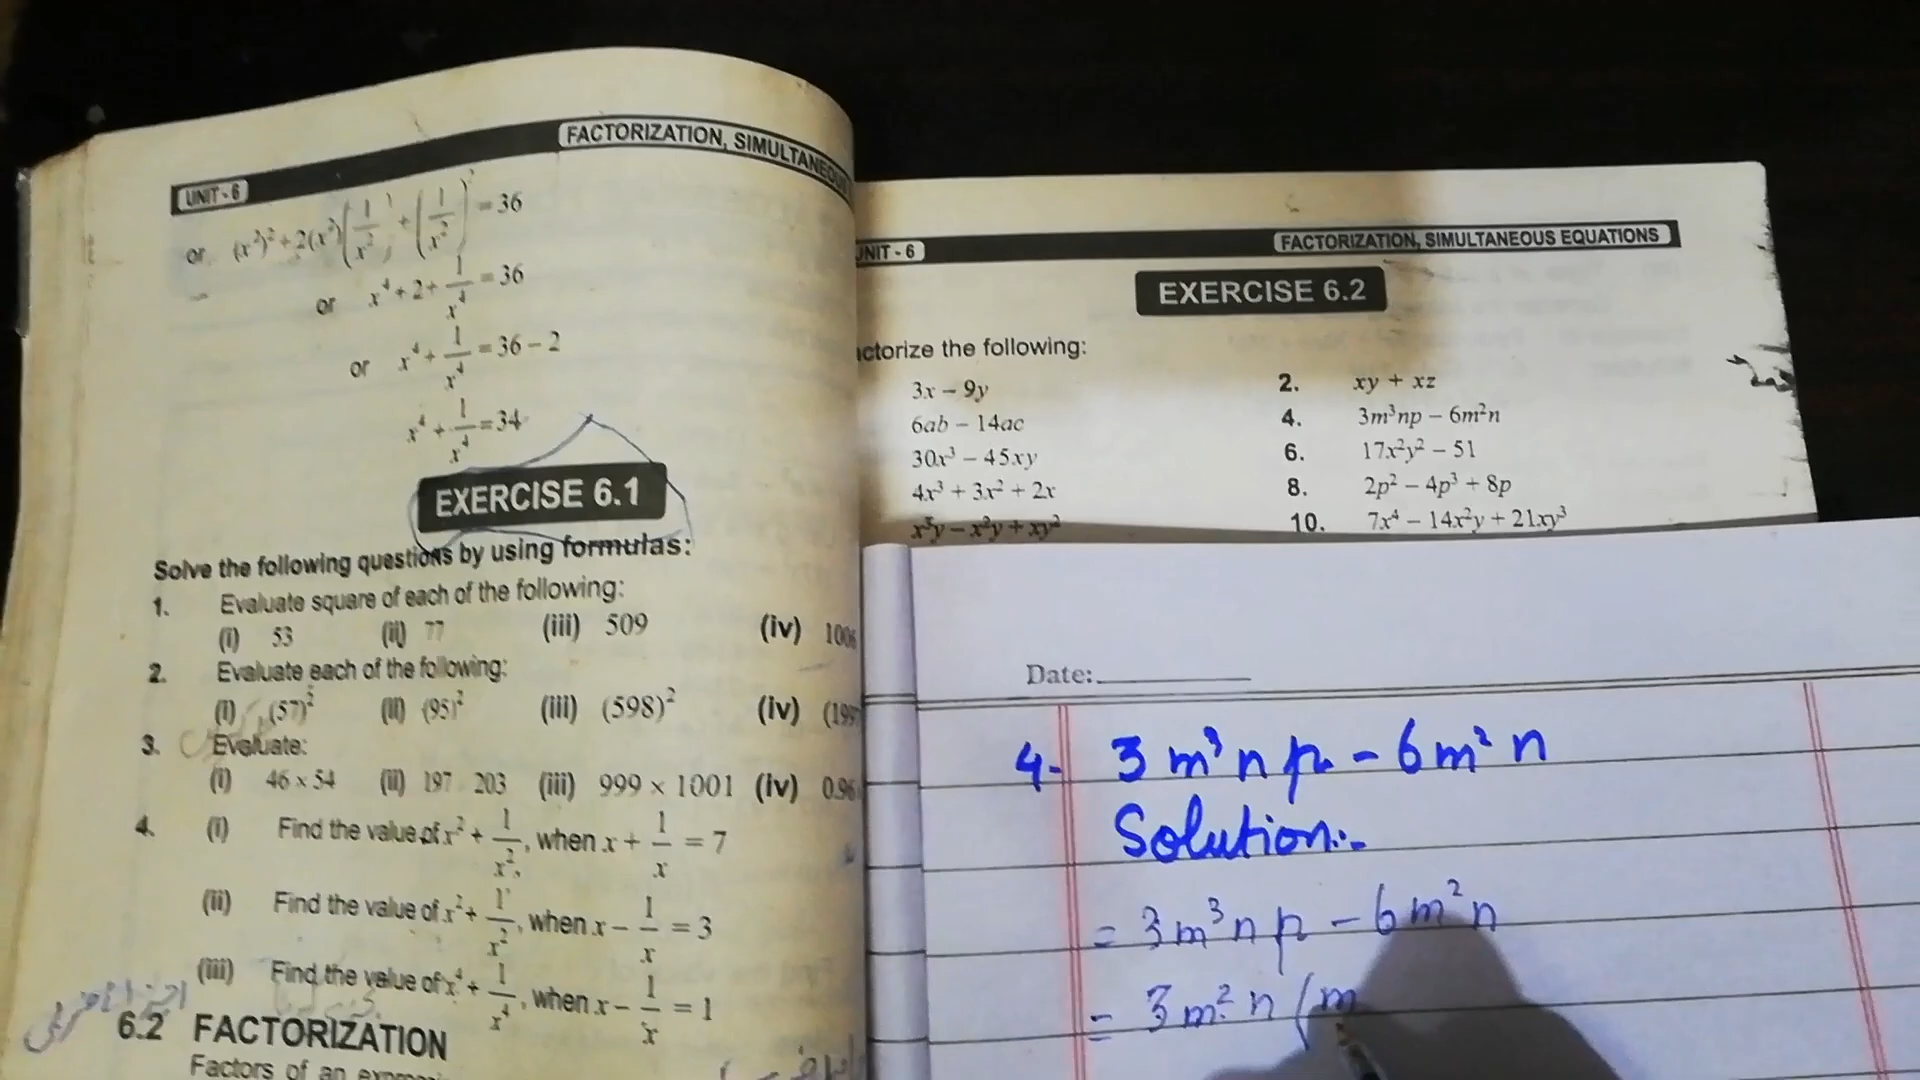 FACTORIZATION, SIMULTANEOUS
UNIT - 6
or (x²)² + 2(x²)(1/x²) + (1/x²)² = 36
or x⁴ + 2 + 1/x⁴ = 36
or x⁴ + 1/x⁴ = 36 – 2
x⁴ + 1/x⁴ = 34
EXERCISE 6.1
Solve the following questions by using formulas:
1. Evaluate square of each of the following:
(i) 53 (ii) 77 (iii) 509 (iv) 1006
2. Evaluate each of the following:
(i) (57)² (ii) (95)² (iii) (598)² (iv) (199
3. Evaluate:
(i) 46 × 54 (ii) 197 203 (iii) 999 × 1001 (iv) 0.96
4. (i) Find the value of x² + 1/x², when x + 1/x = 7
(ii) Find the value of x² + 1/x², when x – 1/x = 3
(iii) Find the value of x⁴ + 1/x⁴, when x – 1/x = 1
6.2 FACTORIZATION
Factors of an
UNIT - 6 FACTORIZATION, SIMULTANEOUS EQUATIONS
EXERCISE 6.2
actorize the following:
3x – 9y 2. xy + xz
6ab – 14ac 4. 3m³np – 6m²n
30x³ – 45xy 6. 17x²y² – 51
4x³ + 3x² + 2x 8. 2p² – 4p³ + 8p
x³y – x²y + xy² 10. 7x⁴ – 14x²y + 21xy³
Date:
4- 3m³np - 6m²n
Solution:-
= 3m³np - 6m²n
= 3m²n (m